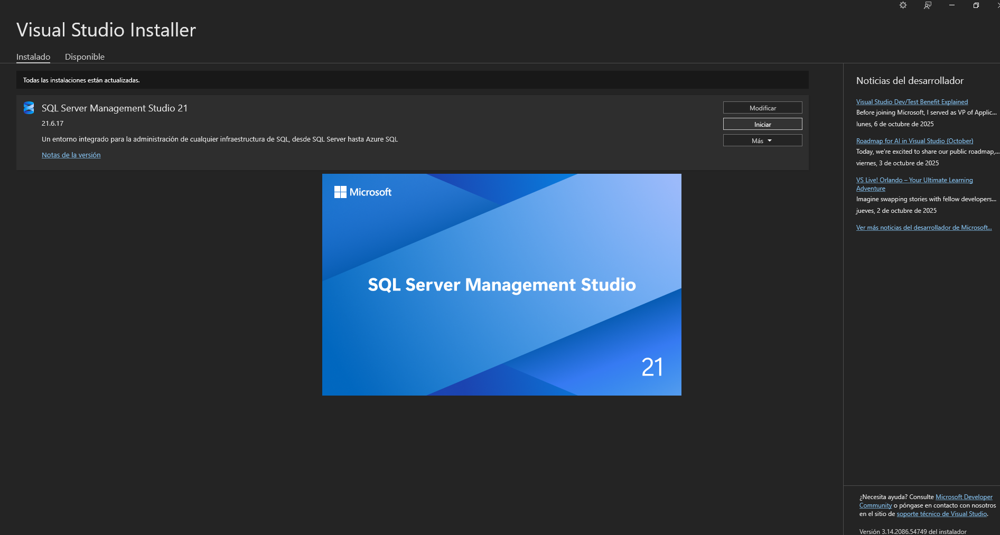 Visual Studio Installer
Instalado
Disponible
Todas las instalaciones están actualizadas.
SQL Server Management Studio 21
21.6.17
Un entorno integrado para la administración de cualquier infraestructura de SQL, desde SQL Server hasta Azure SQL
Notas de la versión
Modificar
Iniciar
Más
Microsoft
SQL Server Management Studio
21
Noticias del desarrollador
Visual Studio Dev/Test Benefit Explained
Before joining Microsoft, I served as VP of Applic...
lunes, 6 de octubre de 2025
Roadmap for AI in Visual Studio (October)
Today, we're excited to share our public roadmap,...
viernes, 3 de octubre de 2025
VS Live! Orlando – Your Ultimate Learning
Adventure
Imagine swapping stories with fellow developers...
jueves, 2 de octubre de 2025
Ver más noticias del desarrollador de Microsoft...
¿Necesita ayuda? Consulte Microsoft Developer
Community o póngase en contacto con nosotros
en el sitio de soporte técnico de Visual Studio.
Versión 3.14.2086.54749 del instalador